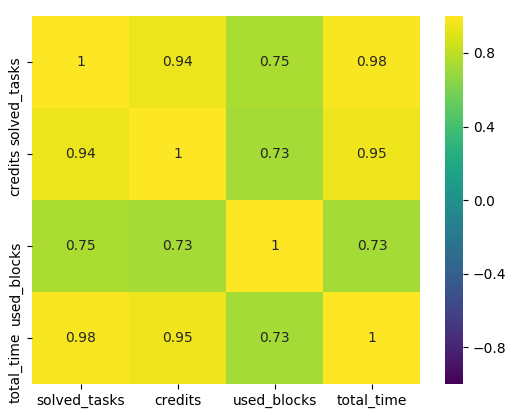 solved_tasks
1
0.94
0.75
0.98
credits
0.94
1
0.73
0.95
used_blocks
0.75
0.73
1
0.73
total_time
0.98
0.95
0.73
1
solved_tasks
credits
used_blocks
total_time
0.8
0.4
0.0
−0.4
−0.8